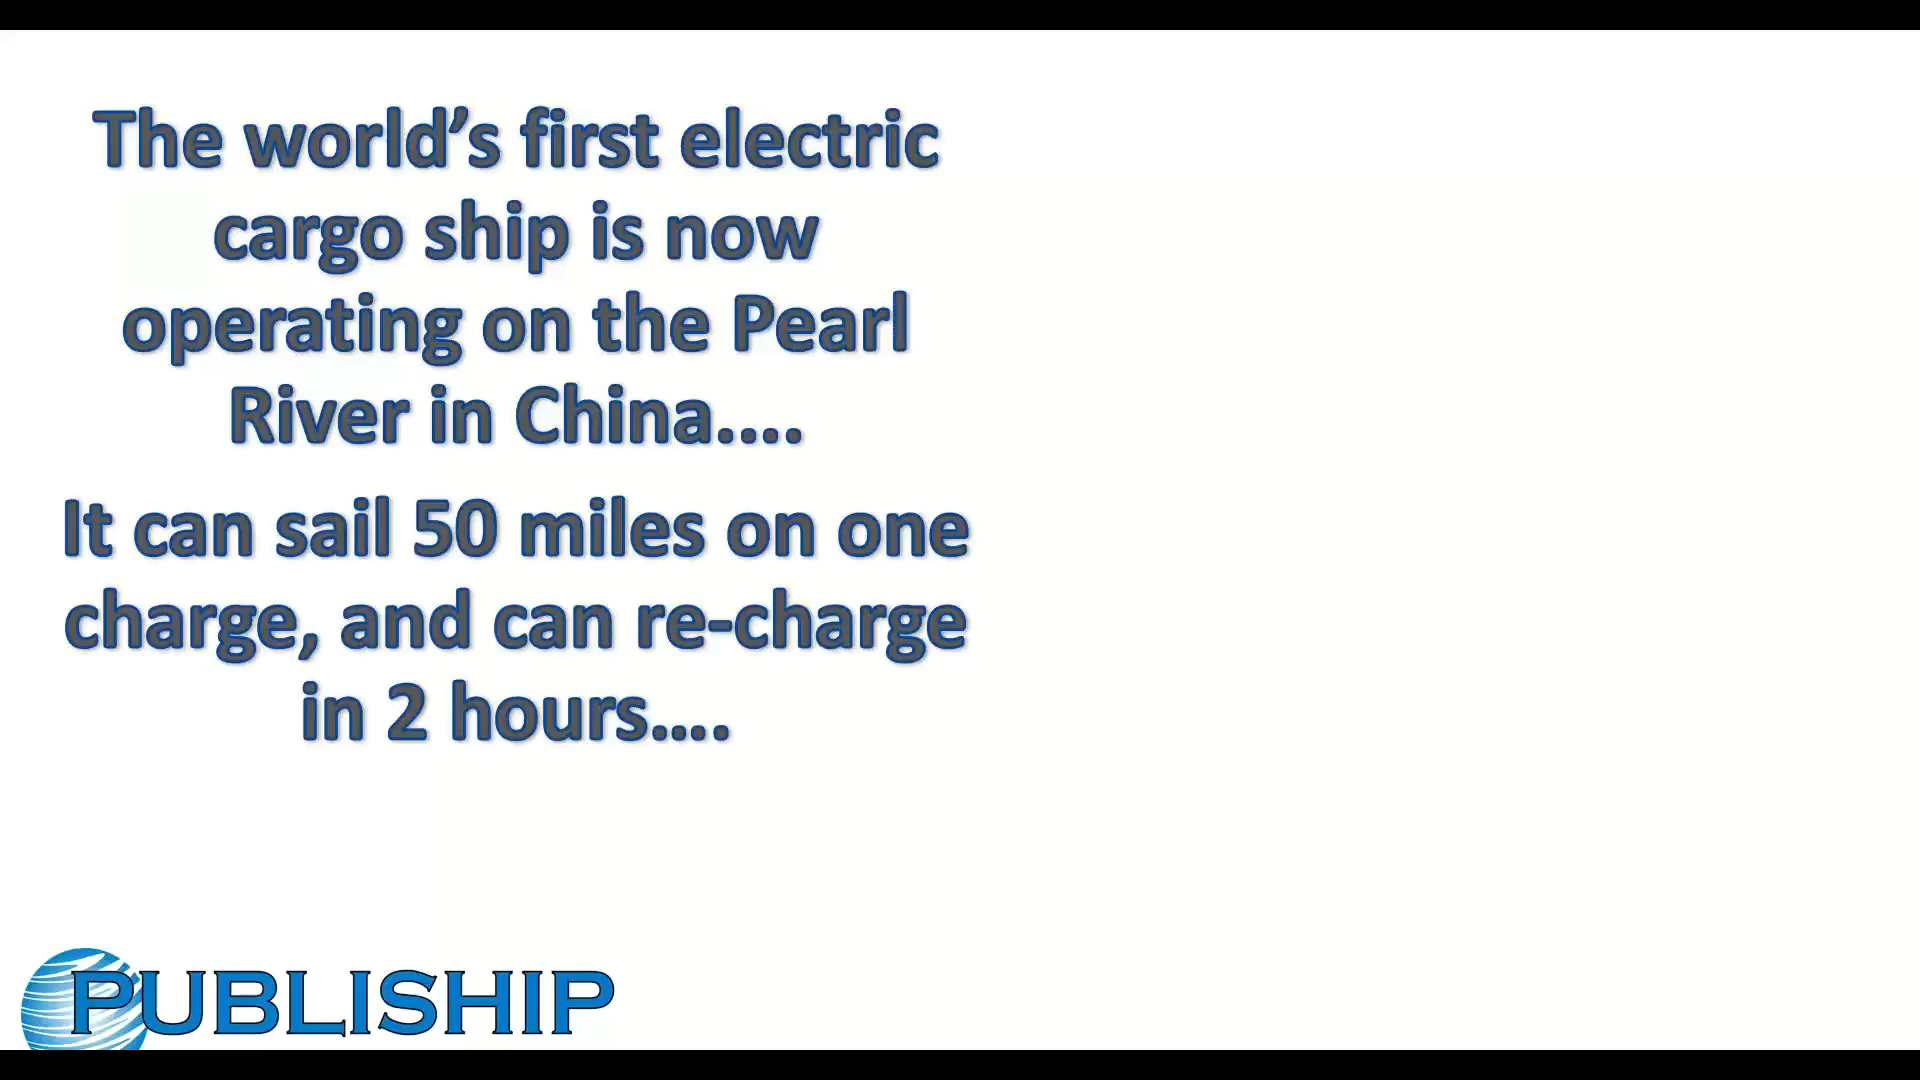 The world’s first electric
cargo ship is now
operating on the Pearl
River in China....
It can sail 50 miles on one
charge, and can re-charge
in 2 hours....
PUBLISHIP